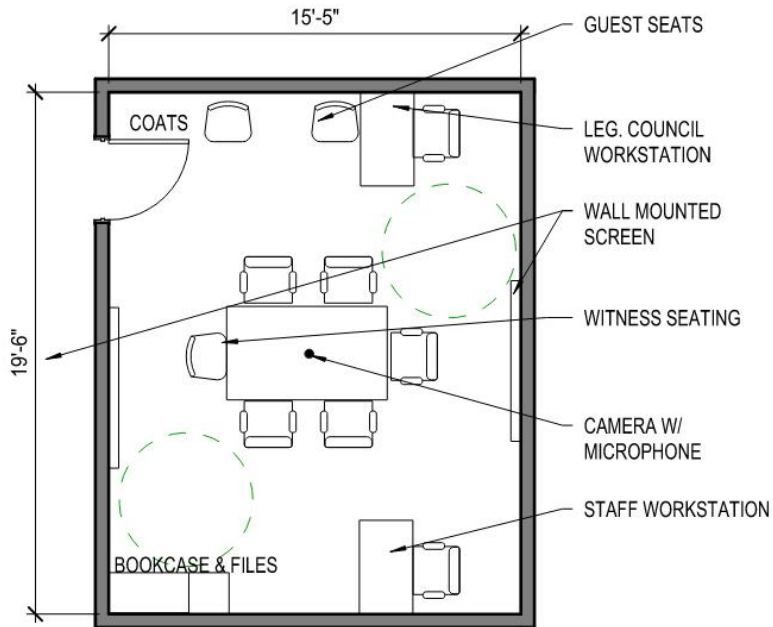 15'-5"
GUEST SEATS
COATS
LEG. COUNCIL
WORKSTATION
WALL MOUNTED
SCREEN
WITNESS SEATING
19'-6"
CAMERA W/
MICROPHONE
STAFF WORKSTATION
BOOKCASE & FILES